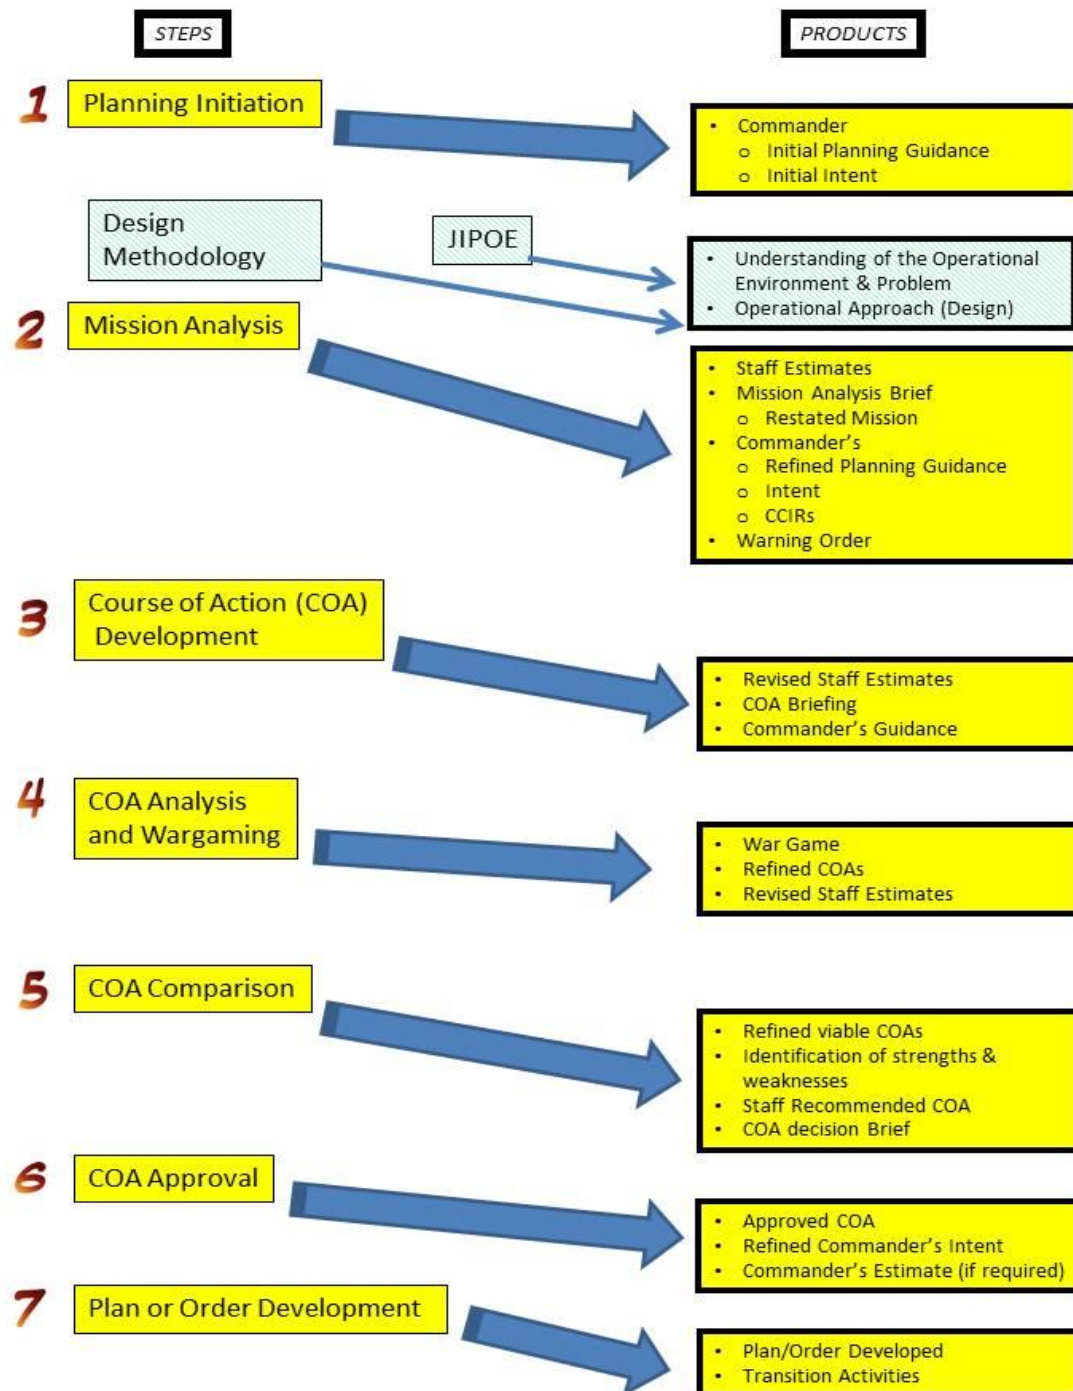 STEPS
PRODUCTS
1 Planning Initiation
• Commander
o Initial Planning Guidance
o Initial Intent
Design
Methodology
JIPOE
• Understanding of the Operational
Environment & Problem
• Operational Approach (Design)
2 Mission Analysis
• Staff Estimates
• Mission Analysis Brief
o Restated Mission
• Commander's
o Refined Planning Guidance
o Intent
o CCIRs
• Warning Order
3 Course of Action (COA)
Development
• Revised Staff Estimates
• COA Briefing
• Commander's Guidance
4 COA Analysis
and Wargaming
• War Game
• Refined COAs
• Revised Staff Estimates
5 COA Comparison
• Refined viable COAs
• Identification of strengths &
weaknesses
• Staff Recommended COA
• COA decision Brief
6 COA Approval
• Approved COA
• Refined Commander's Intent
• Commander's Estimate (if required)
7 Plan or Order Development
• Plan/Order Developed
• Transition Activities